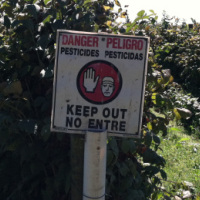 DANGER * PELIGRO
PESTICIDES PESTICIDAS
KEEP OUT
NO ENTRE